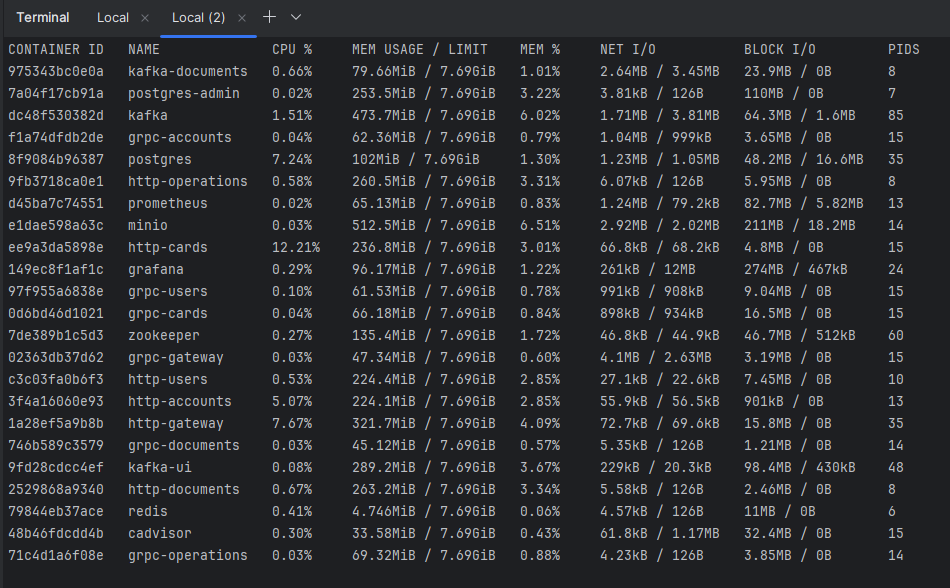 Terminal Local × Local (2) × +
CONTAINER ID NAME CPU % MEM USAGE / LIMIT MEM % NET I/O BLOCK I/O PIDS
975343bc0e0a kafka-documents 0.66% 79.66MiB / 7.69GiB 1.01% 2.64MB / 3.45MB 23.9MB / 0B 8
7a04f17cb91a postgres-admin 0.02% 253.5MiB / 7.69GiB 3.22% 3.81kB / 126B 110MB / 0B 7
dc48f530382d kafka 1.51% 473.7MiB / 7.69GiB 6.02% 1.71MB / 3.81MB 64.3MB / 1.6MB 85
f1a74dfdb2de grpc-accounts 0.04% 62.36MiB / 7.69GiB 0.79% 1.04MB / 999kB 3.65MB / 0B 15
8f9084b96387 postgres 7.24% 102MiB / 7.69GiB 1.30% 1.23MB / 1.05MB 48.2MB / 16.6MB 35
9fb3718ca0e1 http-operations 0.58% 260.5MiB / 7.69GiB 3.31% 6.07kB / 126B 5.95MB / 0B 8
d45ba7c74551 prometheus 0.02% 65.13MiB / 7.69GiB 0.83% 1.24MB / 79.2kB 82.7MB / 5.82MB 13
e1dae598a63c minio 0.03% 512.5MiB / 7.69GiB 6.51% 2.92MB / 2.02MB 211MB / 18.2MB 14
ee9a3da5898e http-cards 12.21% 236.8MiB / 7.69GiB 3.01% 66.8kB / 68.2kB 4.8MB / 0B 15
149ec8f1af1c grafana 0.29% 96.17MiB / 7.69GiB 1.22% 261kB / 12MB 274MB / 467kB 24
97f955a6838e grpc-users 0.10% 61.53MiB / 7.69GiB 0.78% 991kB / 908kB 9.04MB / 0B 15
0d6bd46d1021 grpc-cards 0.04% 66.18MiB / 7.69GiB 0.84% 898kB / 934kB 16.5MB / 0B 15
7de389b1c5d3 zookeeper 0.27% 135.4MiB / 7.69GiB 1.72% 46.8kB / 44.9kB 46.7MB / 512kB 60
02363db37d62 grpc-gateway 0.03% 47.34MiB / 7.69GiB 0.60% 4.1MB / 2.63MB 3.19MB / 0B 15
c3c03fa0b6f3 http-users 0.53% 224.4MiB / 7.69GiB 2.85% 27.1kB / 22.6kB 7.45MB / 0B 10
3f4a16060e93 http-accounts 5.07% 224.1MiB / 7.69GiB 2.85% 55.9kB / 56.5kB 901kB / 0B 13
1a28ef5a9b8b http-gateway 7.67% 321.7MiB / 7.69GiB 4.09% 72.7kB / 69.6kB 15.8MB / 0B 35
746b589c3579 grpc-documents 0.03% 45.12MiB / 7.69GiB 0.57% 5.35kB / 126B 1.21MB / 0B 14
9fd28cdcc4ef kafka-ui 0.08% 289.2MiB / 7.69GiB 3.67% 229kB / 20.3kB 98.4MB / 430kB 48
2529868a9340 http-documents 0.67% 263.2MiB / 7.69GiB 3.34% 5.58kB / 126B 2.46MB / 0B 8
79844eb37ace redis 0.41% 4.746MiB / 7.69GiB 0.06% 4.57kB / 126B 11MB / 0B 6
48b46fdcdd4b cadvisor 0.30% 33.58MiB / 7.69GiB 0.43% 61.8kB / 1.17MB 32.4MB / 0B 15
71c4d1a6f08e grpc-operations 0.03% 69.32MiB / 7.69GiB 0.88% 4.23kB / 126B 3.85MB / 0B 14